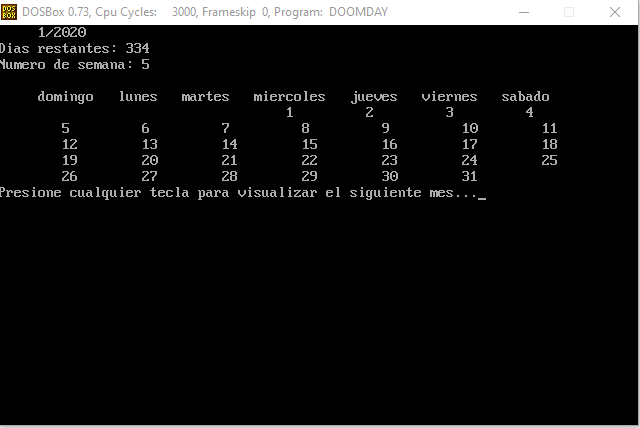 DOS BOX DOSBox 0.73, Cpu Cycles: 3000, Frameskip 0, Program: DOOMDAY
1/2020
Dias restantes: 334
Numero de semana: 5
domingo lunes martes miercoles jueves viernes sabado
1 2 3 4
5 6 7 8 9 10 11
12 13 14 15 16 17 18
19 20 21 22 23 24 25
26 27 28 29 30 31
Presione cualquier tecla para visualizar el siguiente mes..._